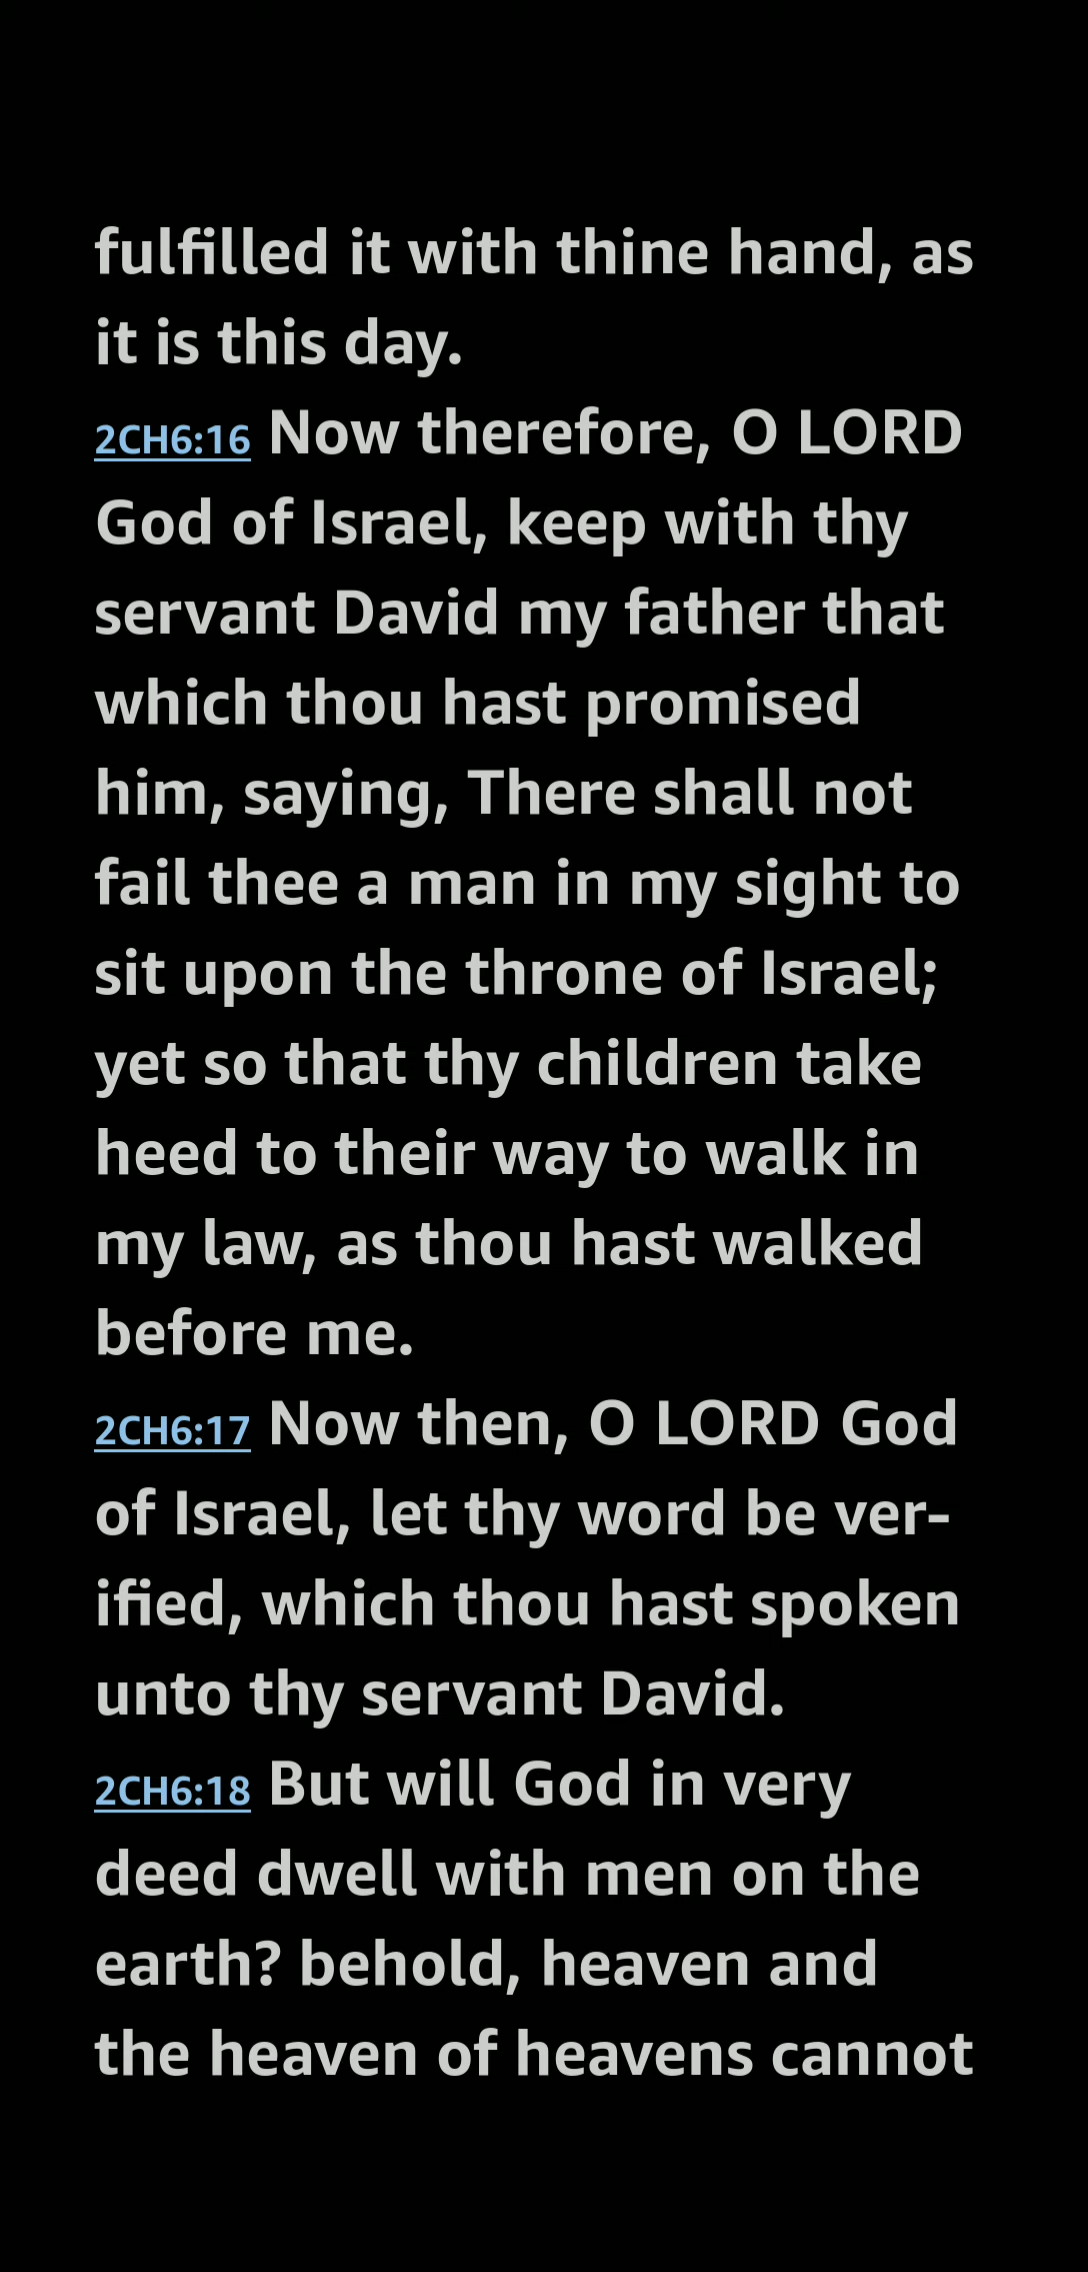 fulfilled it with thine hand, as
it is this day.
2CH6:16 Now therefore, O LORD
God of Israel, keep with thy
servant David my father that
which thou hast promised
him, saying, There shall not
fail thee a man in my sight to
sit upon the throne of Israel;
yet so that thy children take
heed to their way to walk in
my law, as thou hast walked
before me.
2CH6:17 Now then, O LORD God
of Israel, let thy word be ver-
ified, which thou hast spoken
unto thy servant David.
2CH6:18 But will God in very
deed dwell with men on the
earth? behold, heaven and
the heaven of heavens cannot